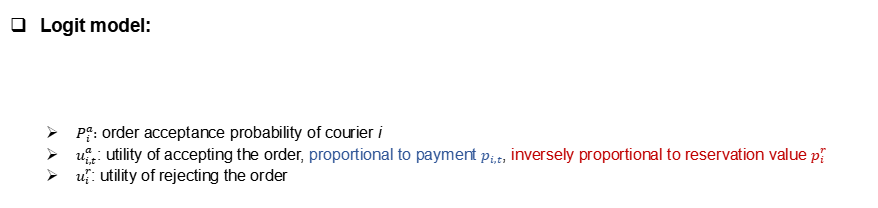 ❑ Logit model:
➢ $P_i^a$: order acceptance probability of courier i
➢ $u_{i,t}^a$: utility of accepting the order, proportional to payment $p_{i,t}$, inversely proportional to reservation value $p_i^r$
➢ $u_i^r$: utility of rejecting the order